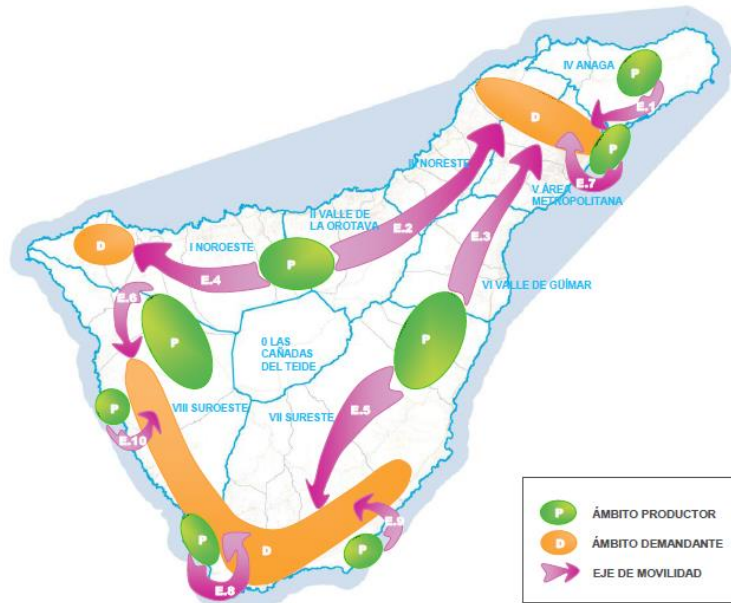 IV ANAGA
P
E.1
D
P
E.7
III NORESTE
V ÁREA
METROPOLITANA
II VALLE DE
LA OROTAVA
E.2
E.3
I NOROESTE
D
P
E.4
VI VALLE DE GÜÍMAR
E.6
P
0 LAS
CAÑADAS
DEL TEIDE
P
VIII SUROESTE
VII SURESTE
E.5
P
E.10
E.9
P
D
P
E.8
P ÁMBITO PRODUCTOR
D ÁMBITO DEMANDANTE
EJE DE MOVILIDAD